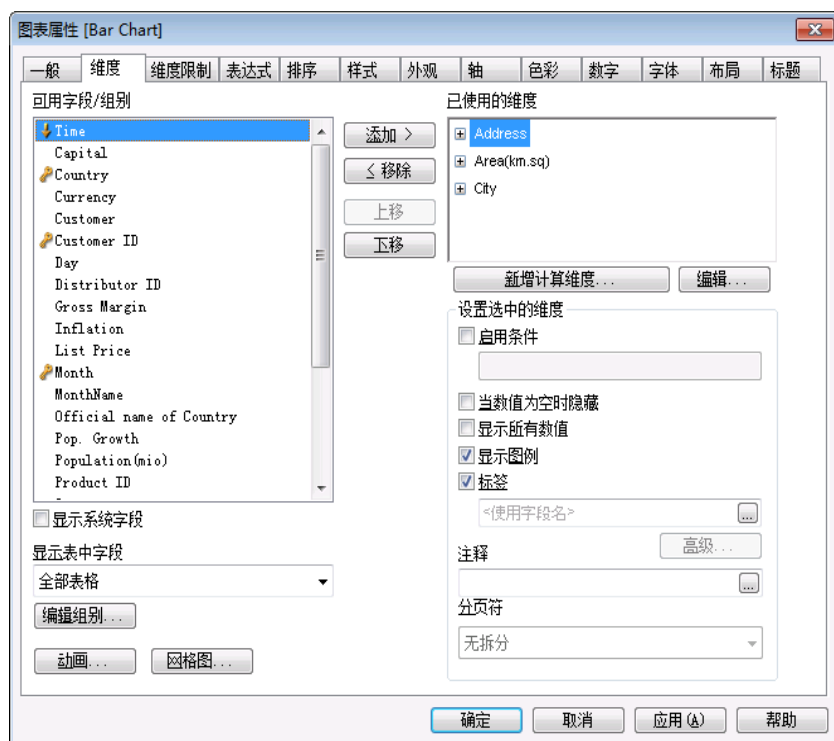 图表属性 [Bar Chart]
一般 维度 维度限制 表达式 排序 样式 外观 轴 色彩 数字 字体 布局 标题
可用字段/组别
Time
Capital
Country
Currency
Customer
Customer ID
Day
Distributor ID
Gross Margin
Inflation
List Price
Month
MonthName
Official name of Country
Pop. Growth
Population(mio)
Product ID
显示系统字段
显示表中字段
全部表格
编辑组别...
动画... 网格图...
添加 >
≤ 移除
上移
下移
已使用的维度
Address
Area(km.sq)
City
新增计算维度... 编辑...
设置选中的维度
启用条件
当数值为空时隐藏
显示所有数值
显示图例
标签
<使用字段名> ...
高级...
注释
...
分页符
无拆分
确定 取消 应用(A) 帮助